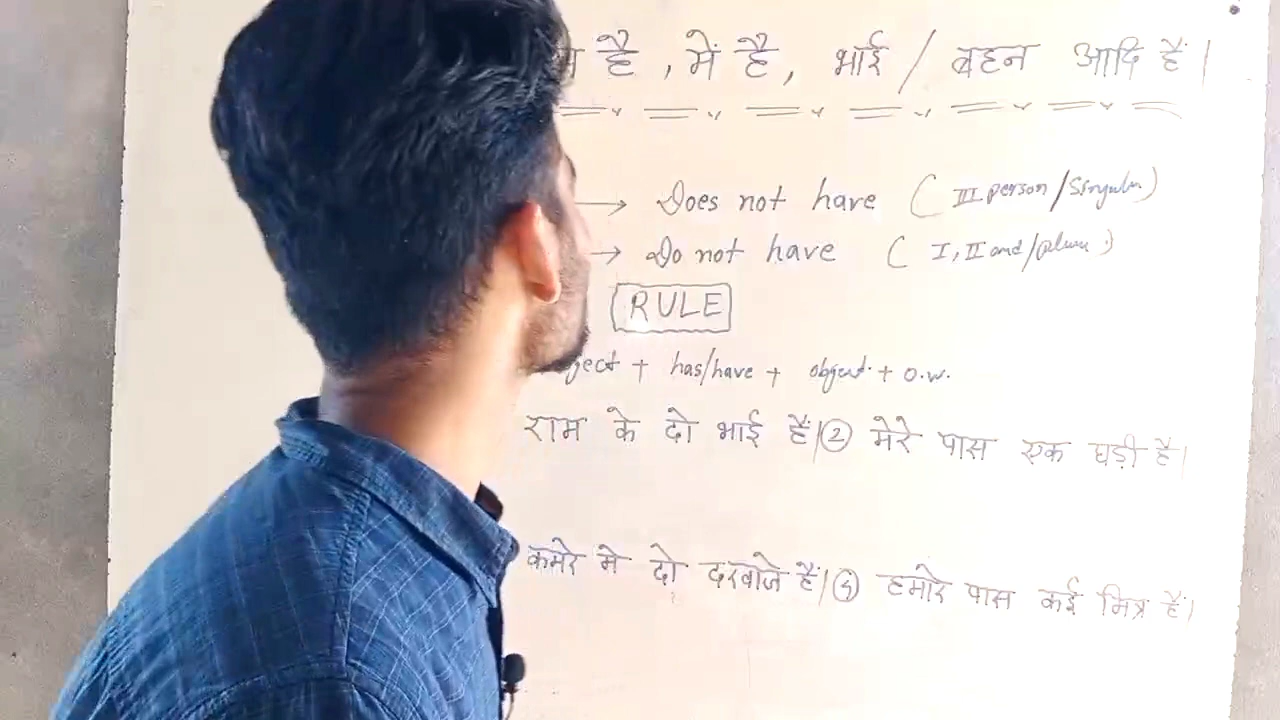 है , में है, भाई / बहन आदि हैं।
→ Does not have ( III person/Singular)
→ Do not have ( I, II and/
RULE
ject + has/have + object + O.W.
राम के दो भाई हैं। ② मेरे पास एक घड़ी है।
कमरे मे दो दरवाजे हैं। ④ हमारे पास कई मित्र हैं।